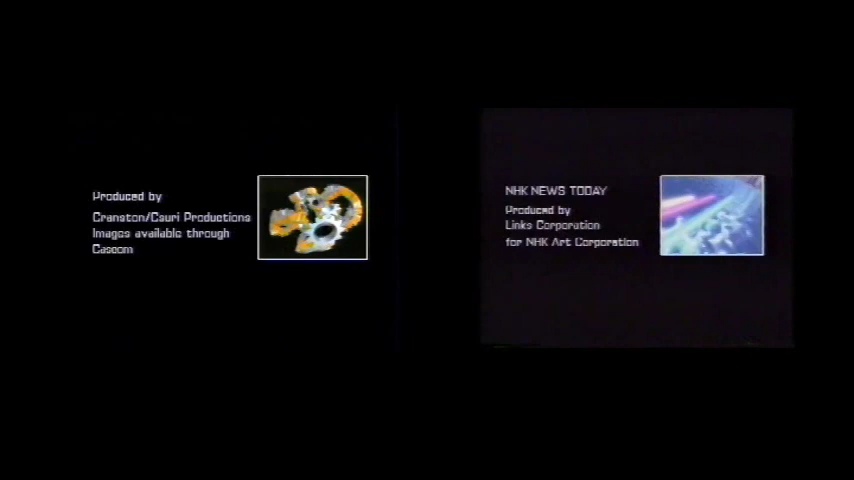 Produced by
Cranston/Csuri Productions
Images available through
Cascom
NHK NEWS TODAY
Produced by
Links Corporation
for NHK Art Corporation